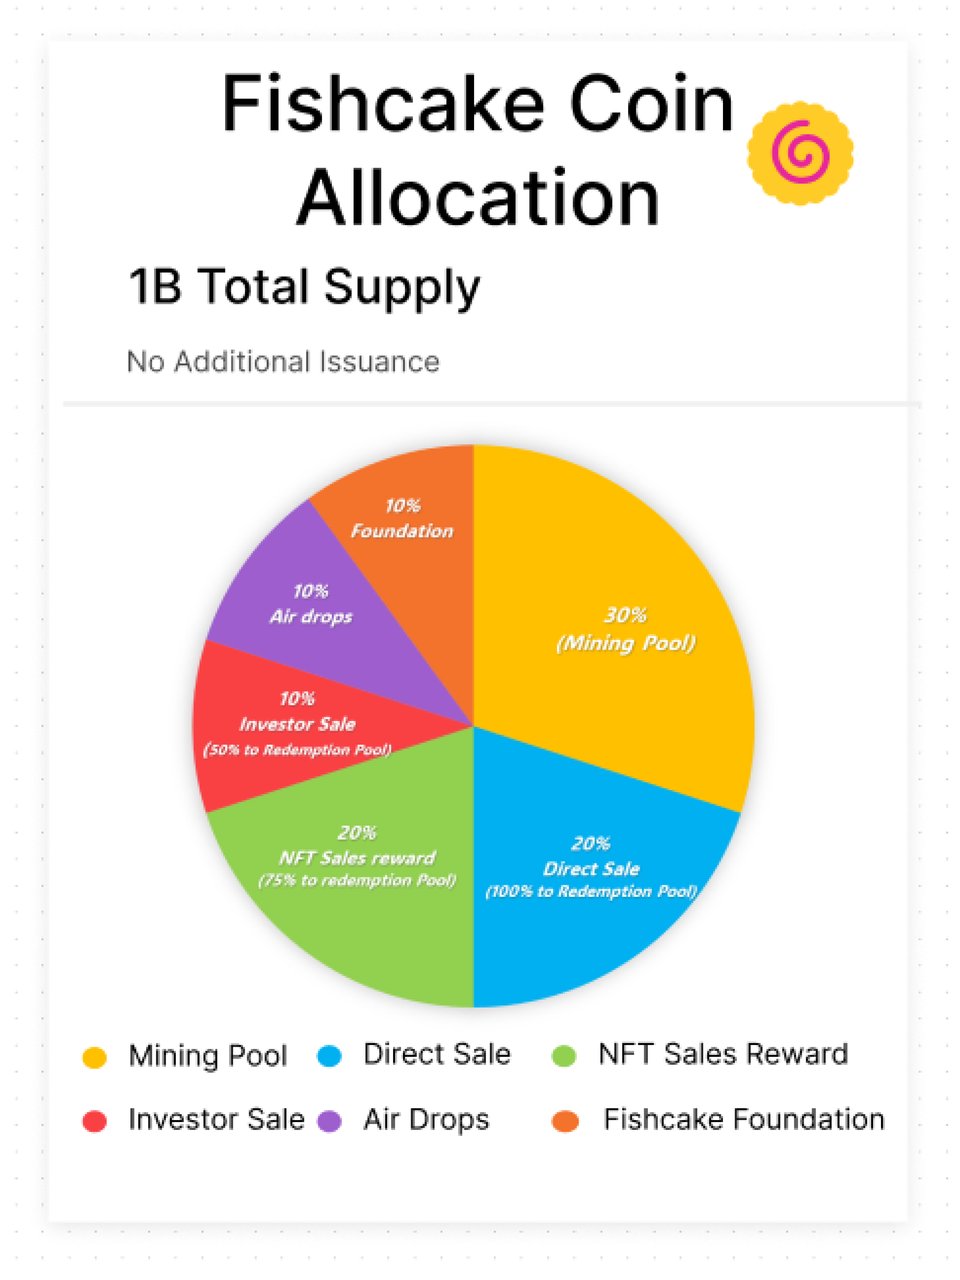 Fishcake Coin
Allocation
1B Total Supply
No Additional Issuance
10%
Foundation
30%
(Mining Pool)
10%
Air drops
10%
Investor Sale
(50% to Redemption Pool)
20%
NFT Sales reward
(75% to redemption Pool)
20%
Direct Sale
(100% to Redemption Pool)
Mining Pool
Direct Sale
NFT Sales Reward
Investor Sale
Air Drops
Fishcake Foundation